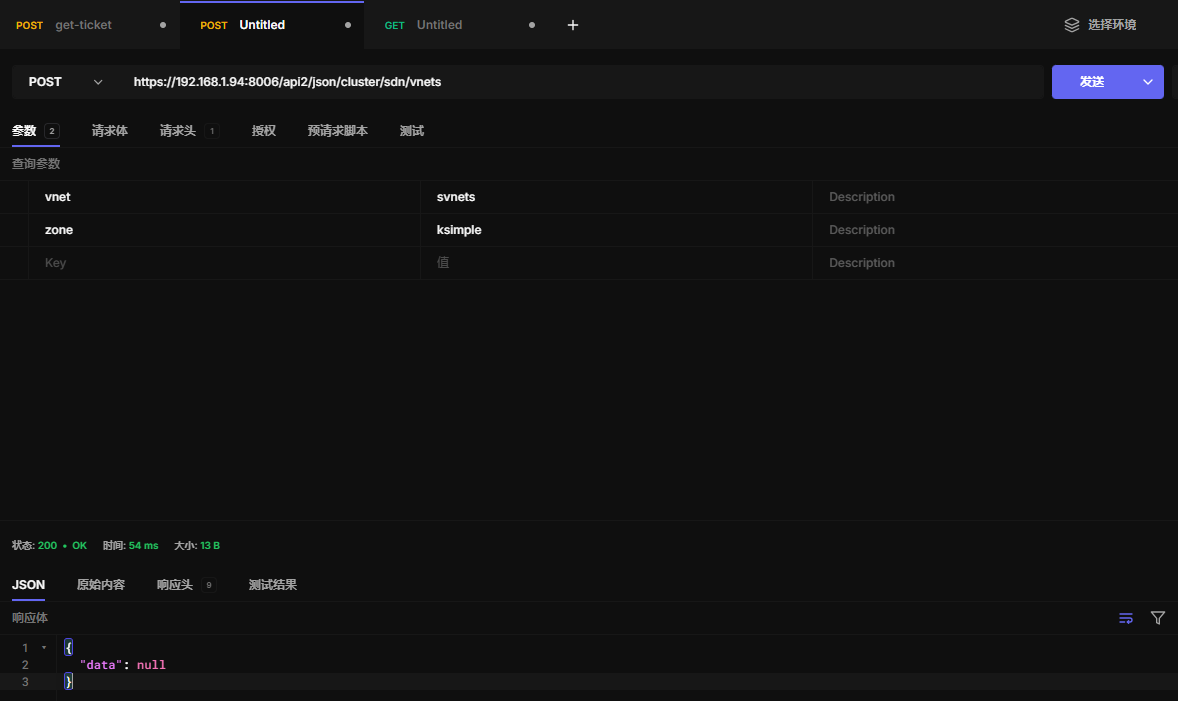 POST get-ticket POST Untitled GET Untitled + 选择环境
POST https://192.168.1.94:8006/api2/json/cluster/sdn/vnets 发送
参数 2 请求体 请求头 1 授权 预请求脚本 测试
查询参数
vnet svnets Description
zone ksimple Description
Key 值 Description
状态: 200 • OK 时间: 54 ms 大小: 13 B
JSON 原始内容 响应头 9 测试结果
响应体
1 {
2 "data": null
3 }